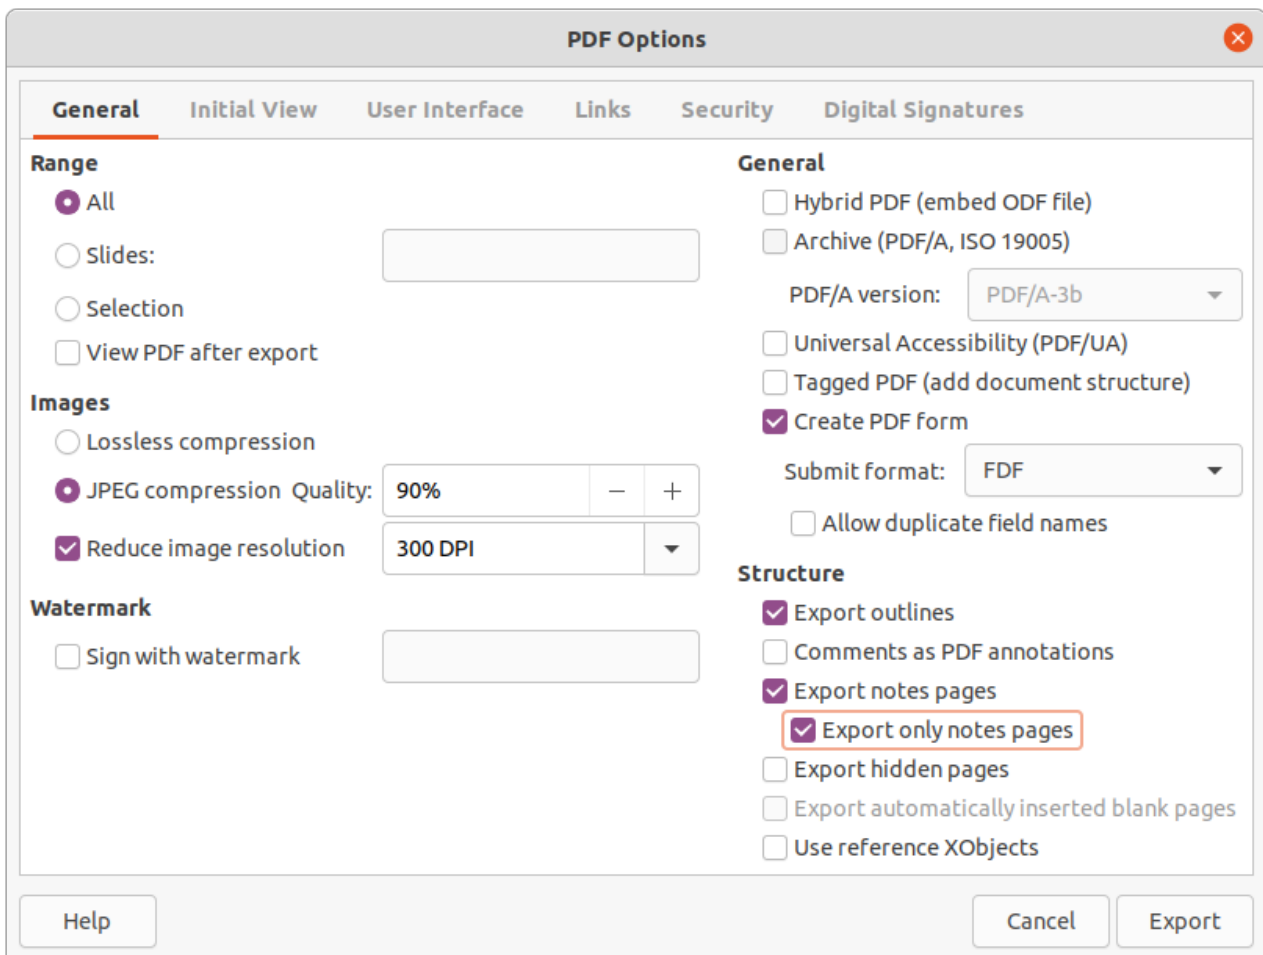 PDF Options
General Initial View User Interface Links Security Digital Signatures
Range
All
Slides:
Selection
View PDF after export
Images
Lossless compression
JPEG compression Quality: 90%
Reduce image resolution 300 DPI
Watermark
Sign with watermark
General
Hybrid PDF (embed ODF file)
Archive (PDF/A, ISO 19005)
PDF/A version: PDF/A-3b
Universal Accessibility (PDF/UA)
Tagged PDF (add document structure)
Create PDF form
Submit format: FDF
Allow duplicate field names
Structure
Export outlines
Comments as PDF annotations
Export notes pages
Export only notes pages
Export hidden pages
Export automatically inserted blank pages
Use reference XObjects
Help Cancel Export